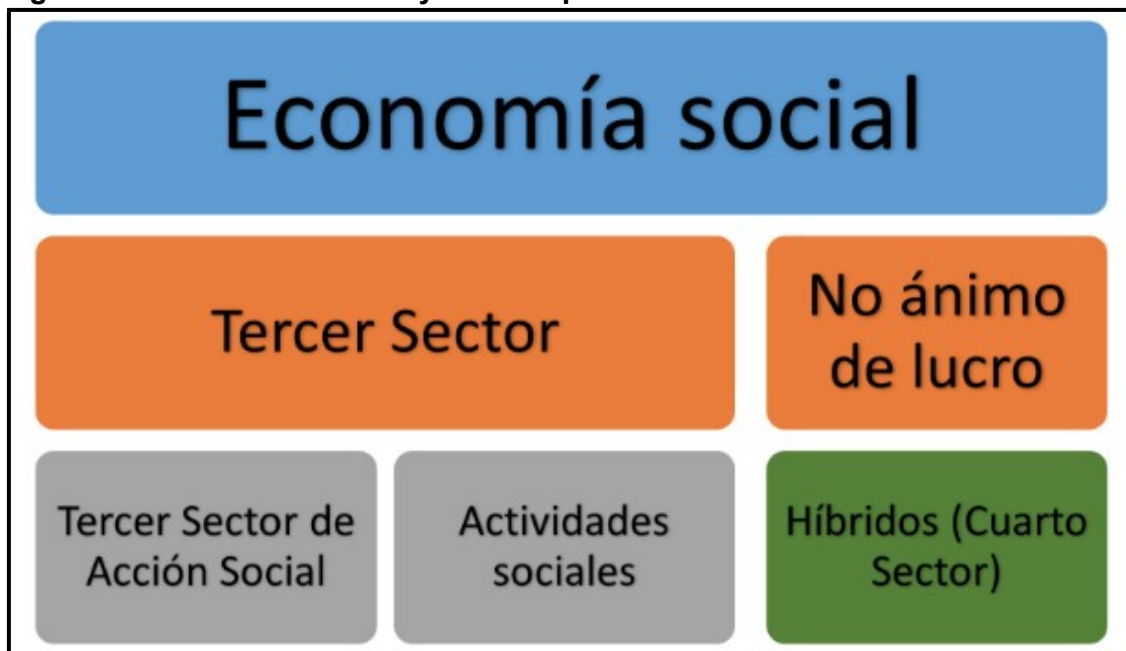 Economía social
Tercer Sector
No ánimo
de lucro
Tercer Sector de
Acción Social
Actividades
sociales
Híbridos (Cuarto
Sector)